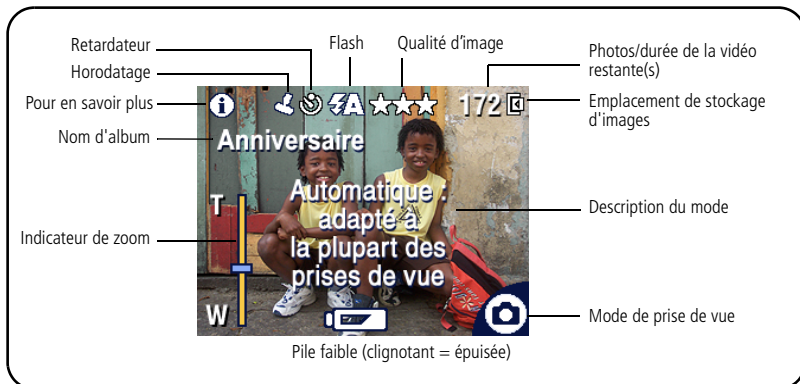 Retardateur
Flash
Qualité d'image
Photos/durée de la vidéo
restante(s)
Horodatage
Pour en savoir plus
Emplacement de stockage
d'images
Nom d'album
172
Anniversaire
Automatique :
adapté à
la plupart des
prises de vue
T
W
Description du mode
Indicateur de zoom
Mode de prise de vue
Pile faible (clignotant = épuisée)